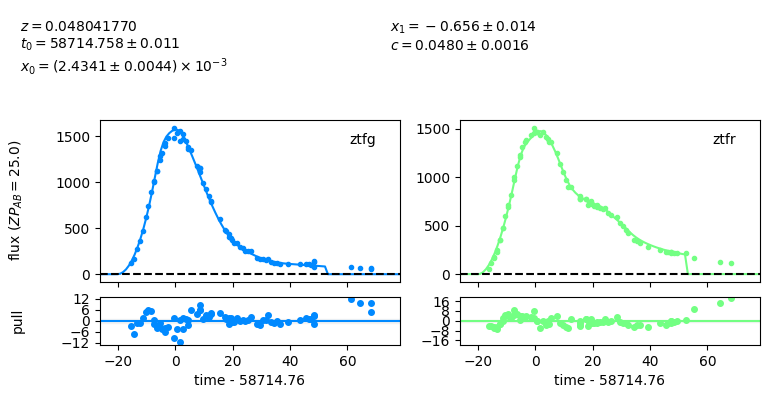 z = 0.048041770
t0 = 58714.758 ± 0.011
x0 = (2.4341 ± 0.0044) × 10⁻³
x1 = −0.656 ± 0.014
c = 0.0480 ± 0.0016
flux (ZP_AB = 25.0)
1500
1000
500
0
ztfg
1500
1000
500
0
ztfr
pull
12
6
0
−6
−12
−20
0
20
40
60
time - 58714.76
16
8
0
−8
−16
−20
0
20
40
60
time - 58714.76